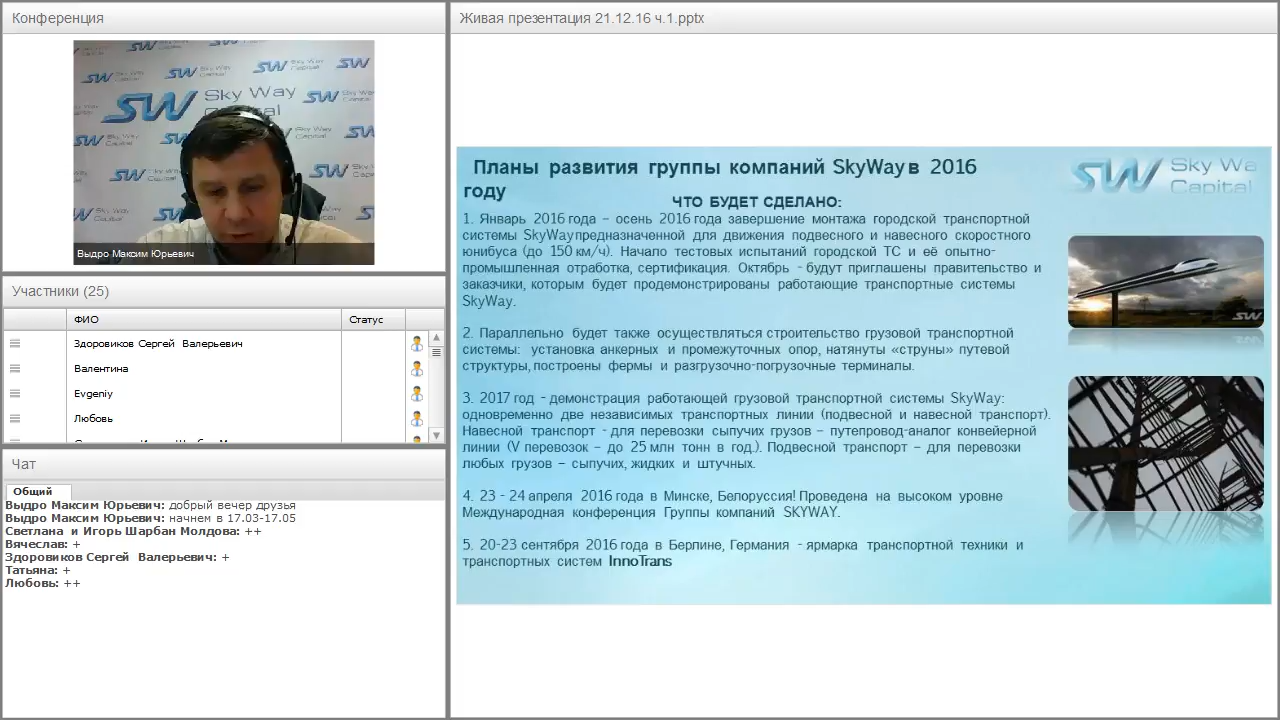 Конференция
SW Sky Way Capital
Выдро Максим Юрьевич
Участники (25)
ФИО
Статус
Здоровиков Сергей Валерьевич
Валентина
Evgeniy
Любовь
Чат
Общий
Выдро Максим Юрьевич: добрый вечер друзья
Выдро Максим Юрьевич: начнем в 17.03-17.05
Светлана и Игорь Шарбан Молдова: ++
Вячеслав: +
Здоровиков Сергей Валерьевич: +
Татьяна: +
Любовь: ++
Живая презентация 21.12.16 ч.1.pptx
Планы развития группы компаний SkyWay в 2016
году
SW Sky Wa
Capital
ЧТО БУДЕТ СДЕЛАНО:
1. Январь 2016 года – осень 2016 года завершение монтажа городской транспортной
системы SkyWay предназначенной для движения подвесного и навесного скоростного
юнибуса (до 150 км/ч). Начало тестовых испытаний городской ТС и её опытно-
промышленная отработка, сертификация. Октябрь - будут приглашены правительство и
заказчики, которым будет продемонстрированы работающие транспортные системы
SkyWay.
2. Параллельно будет также осуществляться строительство грузовой транспортной
системы: установка анкерных и промежуточных опор, натянуты «струны» путевой
структуры, построены фермы и разгрузочно-погрузочные терминалы.
3. 2017 год - демонстрация работающей грузовой транспортной системы SkyWay:
одновременно две независимых транспортных линии (подвесной и навесной транспорт).
Навесной транспорт - для перевозки сыпучих грузов – путепровод-аналог конвейерной
линии (V перевозок – до 25 млн тонн в год.). Подвесной транспорт – для перевозки
любых грузов – сыпучих, жидких и штучных.
4. 23 - 24 апреля 2016 года в Минске, Белоруссия! Проведена на высоком уровне
Международная конференция Группы компаний SKYWAY.
5. 20-23 сентября 2016 года в Берлине, Германия - ярмарка транспортной техники и
транспортных систем InnoTrans
SW